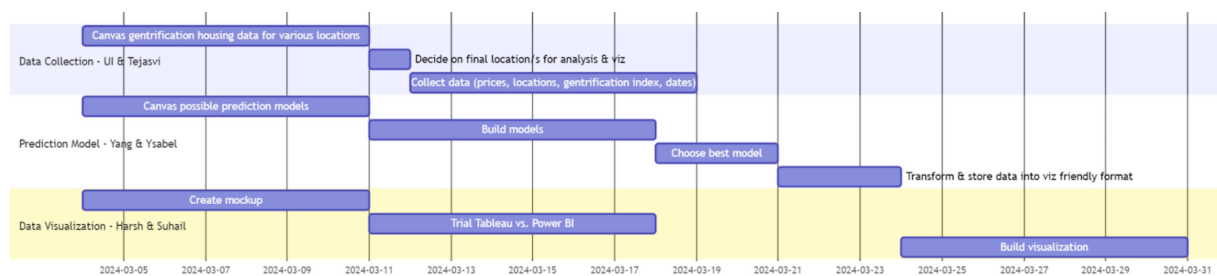 Canvas gentrification housing data for various locations
Data Collection - UI & Tejasvi
Decide on final location/s for analysis & viz
Collect data (prices, locations, gentrification index, dates)
Canvas possible prediction models
Build models
Prediction Model - Yang & Ysabel
Choose best model
Transform & store data into viz friendly format
Create mockup
Data Visualization - Harsh & Suhail
Trial Tableau vs. Power BI
Build visualization
2024-03-05 2024-03-07 2024-03-09 2024-03-11 2024-03-13 2024-03-15 2024-03-17 2024-03-19 2024-03-21 2024-03-23 2024-03-25 2024-03-27 2024-03-29 2024-03-31